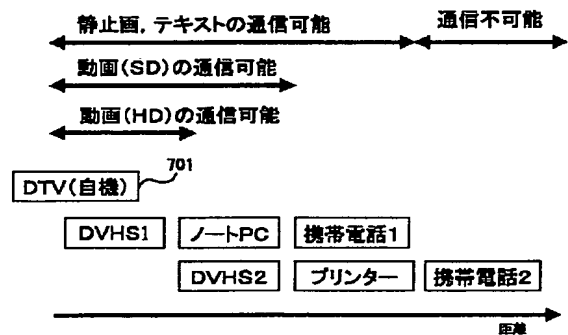 静止画，テキストの通信可能
通信不可能
動画(SD)の通信可能
動画(HD)の通信可能
701
DTV(自機)
DVHS1
ノートPC
携帯電話1
DVHS2
プリンター
携帯電話2
距離